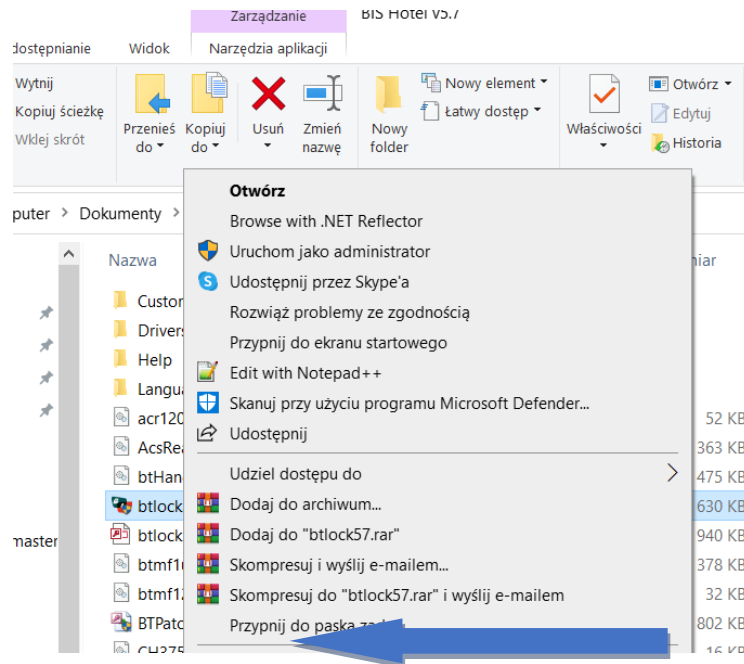 Zarządzanie
BIS Hotel v5.7
dostępnianie
Widok
Narzędzia aplikacji
Wytnij
Kopiuj ścieżkę
Wklej skrót
Przenieś do
Kopiuj do
Usuń
Zmień nazwę
Nowy folder
Nowy element
Łatwy dostęp
Właściwości
Otwórz
Edytuj
Historia
puter > Dokumenty >
Nazwa
miar
Custor
Drivers
Help
Langua
acr120
52 KB
AcsRea
363 KB
btHan
475 KB
btlock
630 KB
btlock
940 KB
btmf1
378 KB
btmf1
32 KB
BTPato
802 KB
CH375
16 KB
master
Otwórz
Browse with .NET Reflector
Uruchom jako administrator
Udostępnij przez Skype'a
Rozwiąż problemy ze zgodnością
Przypnij do ekranu startowego
Edit with Notepad++
Skanuj przy użyciu programu Microsoft Defender...
Udostępnij
Udziel dostępu do
Dodaj do archiwum...
Dodaj do "btlock57.rar"
Skompresuj i wyślij e-mailem...
Skompresuj do "btlock57.rar" i wyślij e-mailem
Przypnij do paska